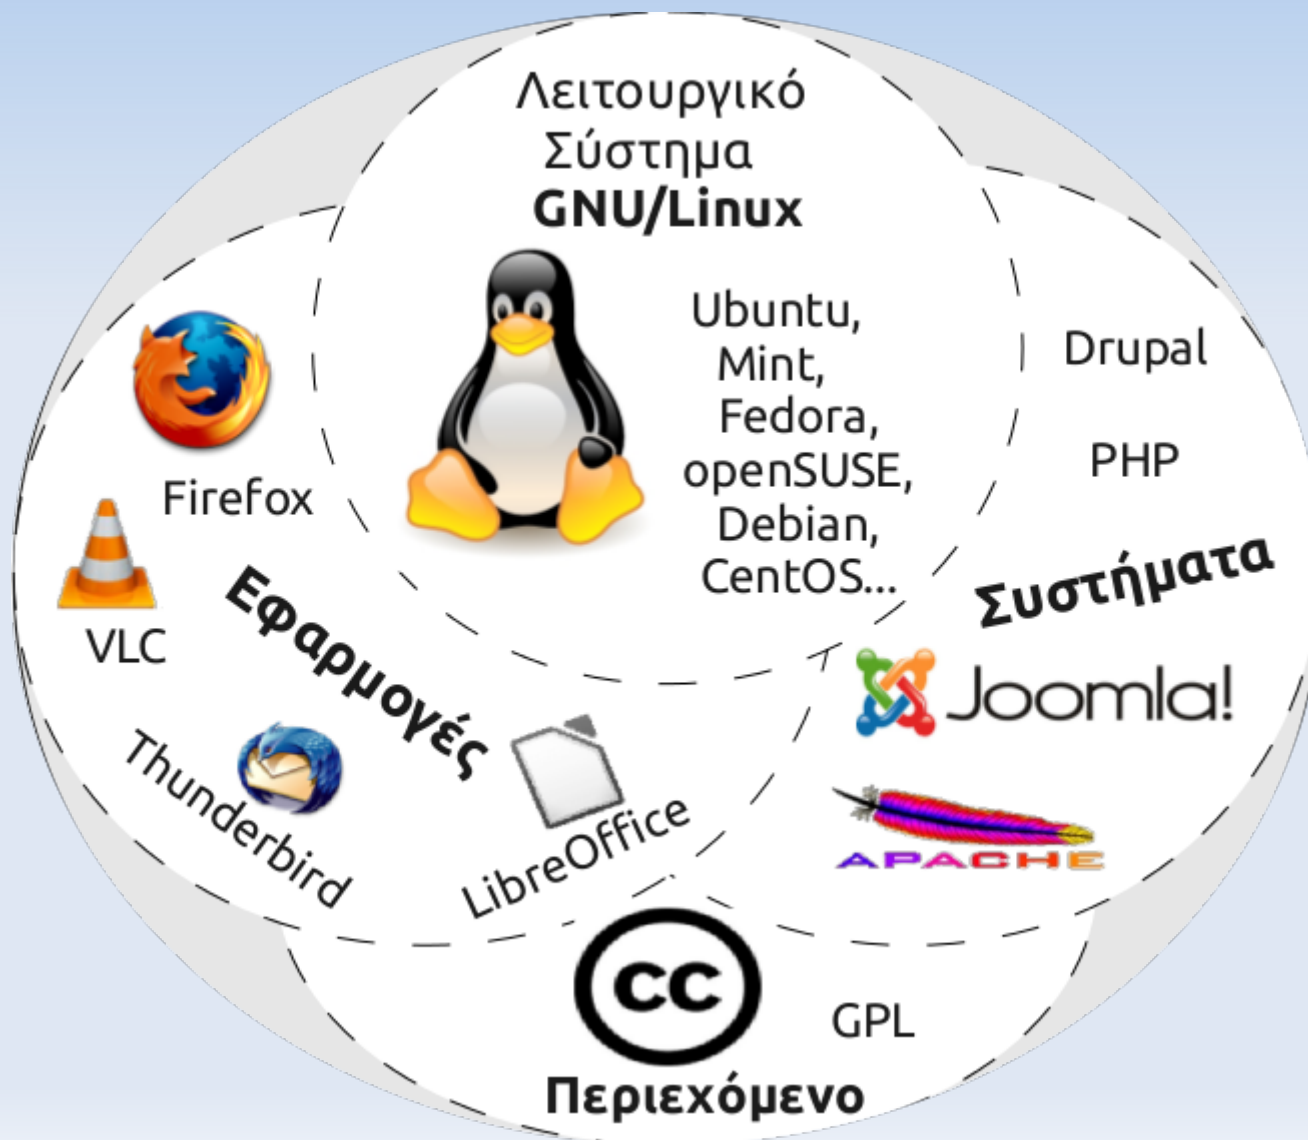 Λειτουργικό
Σύστημα
GNU/Linux
Ubuntu,
Mint,
Fedora,
openSUSE,
Debian,
CentOS...
Firefox
VLC
Εφαρμογές
Thunderbird
LibreOffice
Drupal
PHP
Συστήματα
Joomla!
APACHE
cc
GPL
Περιεχόμενο